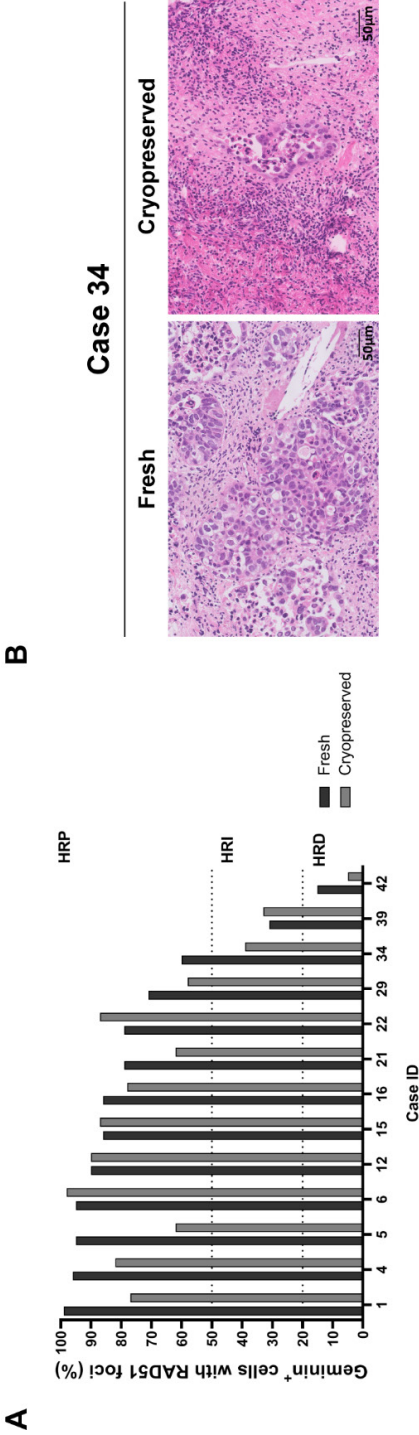 A
Geminin⁺ cells with RAD51 foci (%)
100
90
80
70
60
50
40
30
20
10
0
HRP
HRI
HRD
1 4 5 6 12 15 16 21 22 29 34 39 42
Case ID
Fresh
Cryopreserved
B
Case 34
Fresh Cryopreserved
50µm 50µm